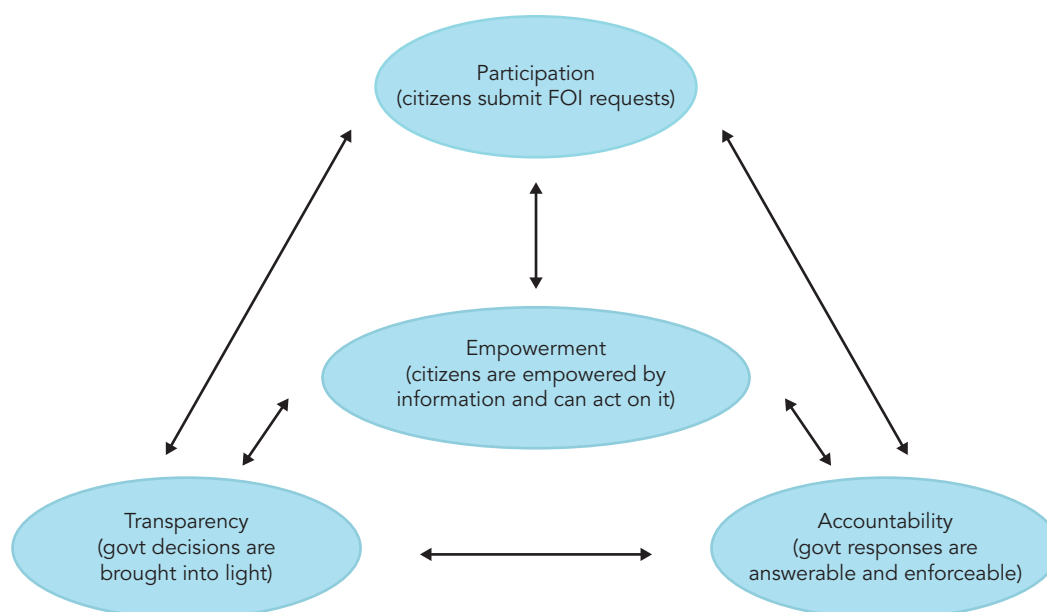 Participation
(citizens submit FOI requests)
Empowerment
(citizens are empowered by
information and can act on it)
Transparency
(govt decisions are
brought into light)
Accountability
(govt responses are
answerable and enforceable)